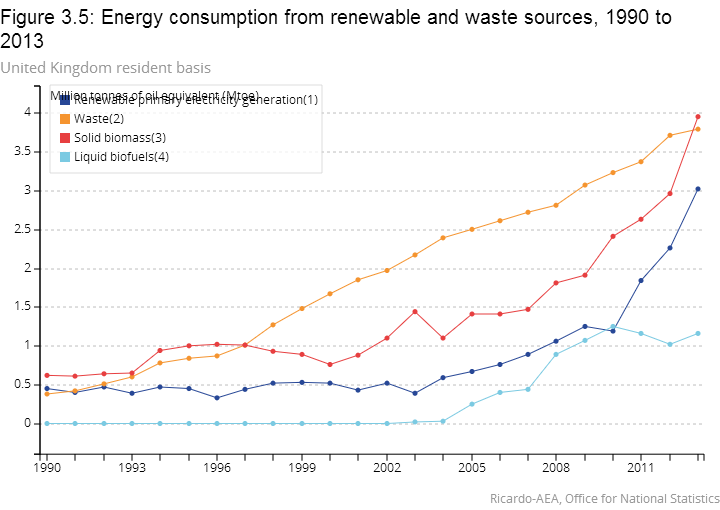 Figure 3.5: Energy consumption from renewable and waste sources, 1990 to
2013
United Kingdom resident basis
Million tonnes of oil equivalent (Mtoe)
Renewable primary electricity generation(1)
Waste(2)
Solid biomass(3)
Liquid biofuels(4)
4
3.5
3
2.5
2
1.5
1
0.5
0
1990 1993 1996 1999 2002 2005 2008 2011
Ricardo-AEA, Office for National Statistics